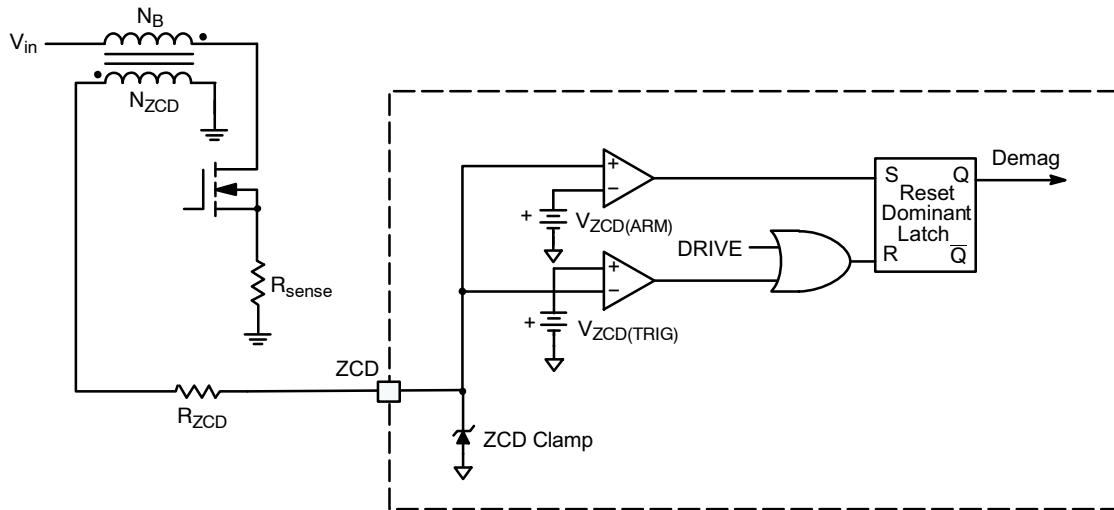 N_B
V_in
N_ZCD
R_sense
ZCD
R_ZCD
+
−
+ V_ZCD(ARM)
DRIVE
+
−
+ V_ZCD(TRIG)
ZCD Clamp
S Q
Reset
Dominant
Latch
R Q̅
Demag